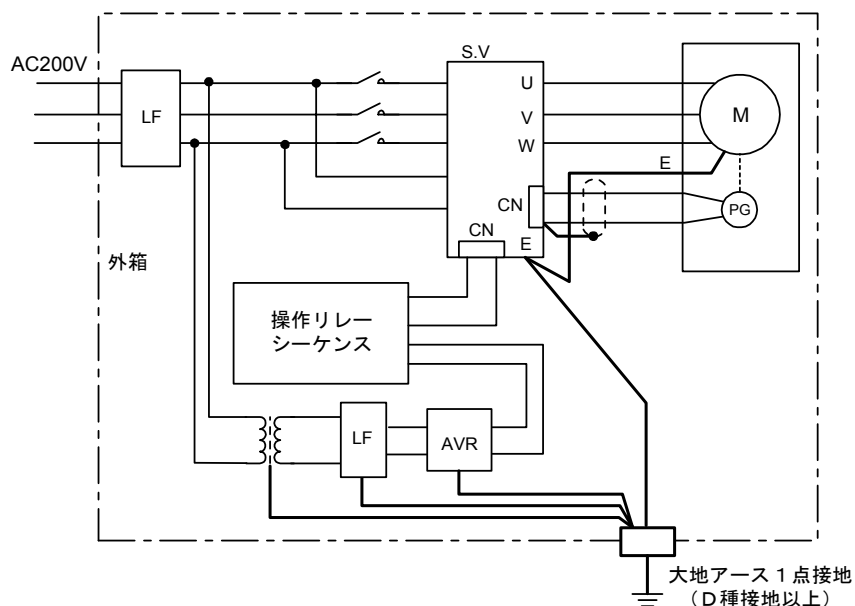 AC200V
LF
S.V
U
V
W
M
E
CN
PG
CN
E
外箱
操作リレー
シーケンス
LF
AVR
大地アース１点接地
（Ｄ種接地以上）